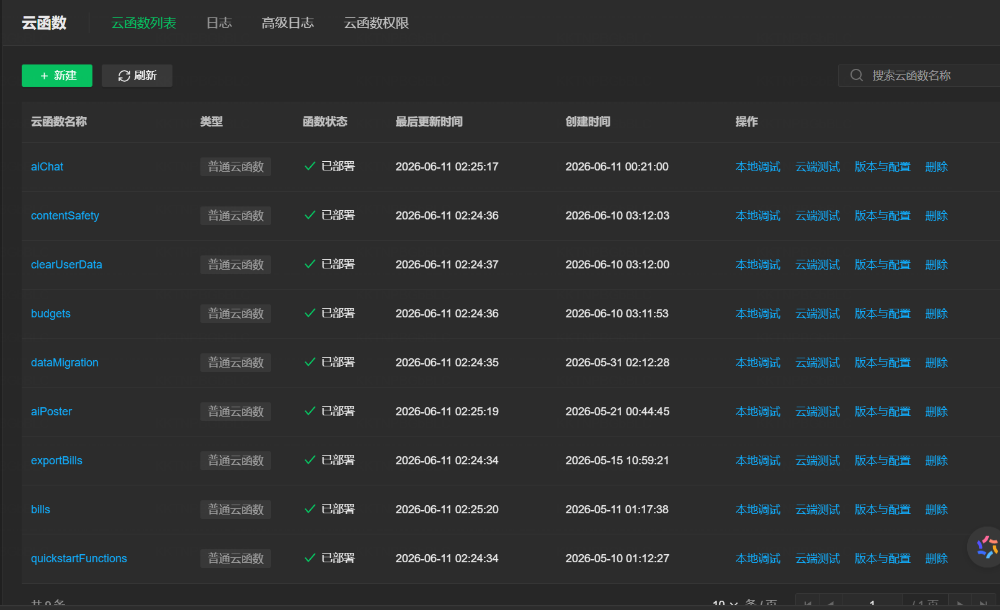 云函数 云函数列表 日志 高级日志 云函数权限
+ 新建 刷新 搜索云函数名称
云函数名称 类型 函数状态 最后更新时间 创建时间 操作
aiChat 普通云函数 已部署 2026-06-11 02:25:17 2026-06-11 00:21:00 本地调试 云端测试 版本与配置 删除
contentSafety 普通云函数 已部署 2026-06-11 02:24:36 2026-06-10 03:12:03 本地调试 云端测试 版本与配置 删除
clearUserData 普通云函数 已部署 2026-06-11 02:24:37 2026-06-10 03:12:00 本地调试 云端测试 版本与配置 删除
budgets 普通云函数 已部署 2026-06-11 02:24:36 2026-06-10 03:11:53 本地调试 云端测试 版本与配置 删除
dataMigration 普通云函数 已部署 2026-06-11 02:24:35 2026-05-31 02:12:28 本地调试 云端测试 版本与配置 删除
aiPoster 普通云函数 已部署 2026-06-11 02:25:19 2026-05-21 00:44:45 本地调试 云端测试 版本与配置 删除
exportBills 普通云函数 已部署 2026-06-11 02:24:34 2026-05-15 10:59:21 本地调试 云端测试 版本与配置 删除
bills 普通云函数 已部署 2026-06-11 02:25:20 2026-05-11 01:17:38 本地调试 云端测试 版本与配置 删除
quickstartFunctions 普通云函数 已部署 2026-06-11 02:24:34 2026-05-10 01:12:27 本地调试 云端测试 版本与配置 删除
共 9 条 10 条 / 页 1 / 1 页